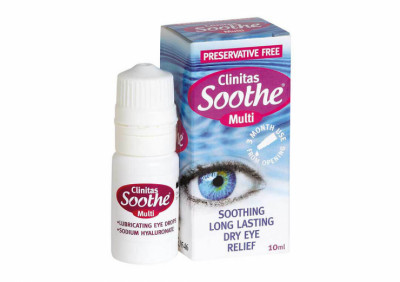 PRESERVATIVE FREE
Clinitas
Soothe®
Multi
3 MONTH USE
FROM OPENING
SOOTHING
LONG LASTING
DRY EYE
RELIEF
10ml
Clinitas
Soothe®
Multi
•LUBRICATING EYE DROPS
•SODIUM HYALURONATE